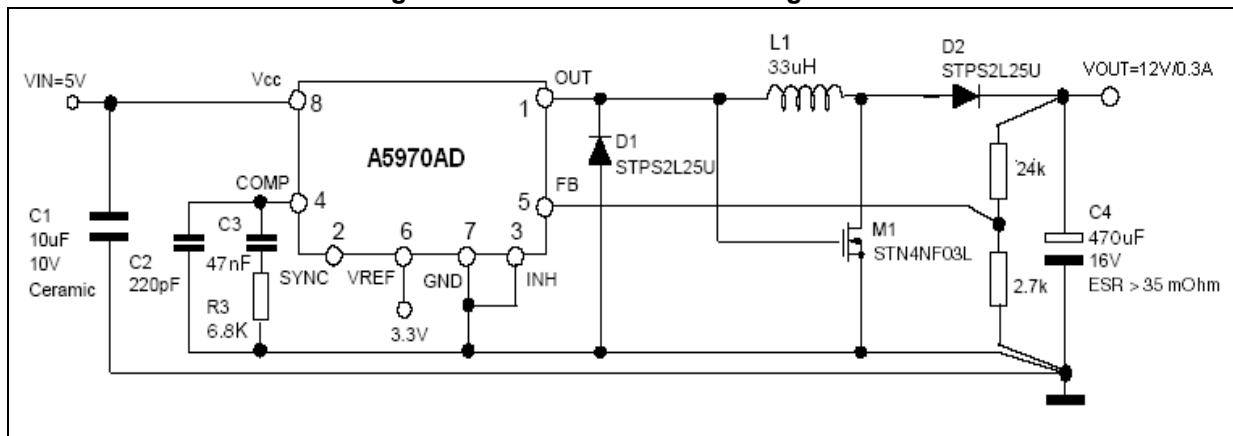 L1
33uH
D2
STPS2L25U
VOUT=12V/0.3A
VIN=5V
Vcc
8
OUT
1
A5970AD
D1
STPS2L25U
FB
5
24k
COMP
4
C1
10uF
10V
Ceramic
C2
220pF
C3
47nF
R3
6.8K
2
6
7
3
SYNC
VREF
GND
INH
3.3V
M1
STN4NF03L
2.7k
C4
470uF
16V
ESR > 35 mOhm